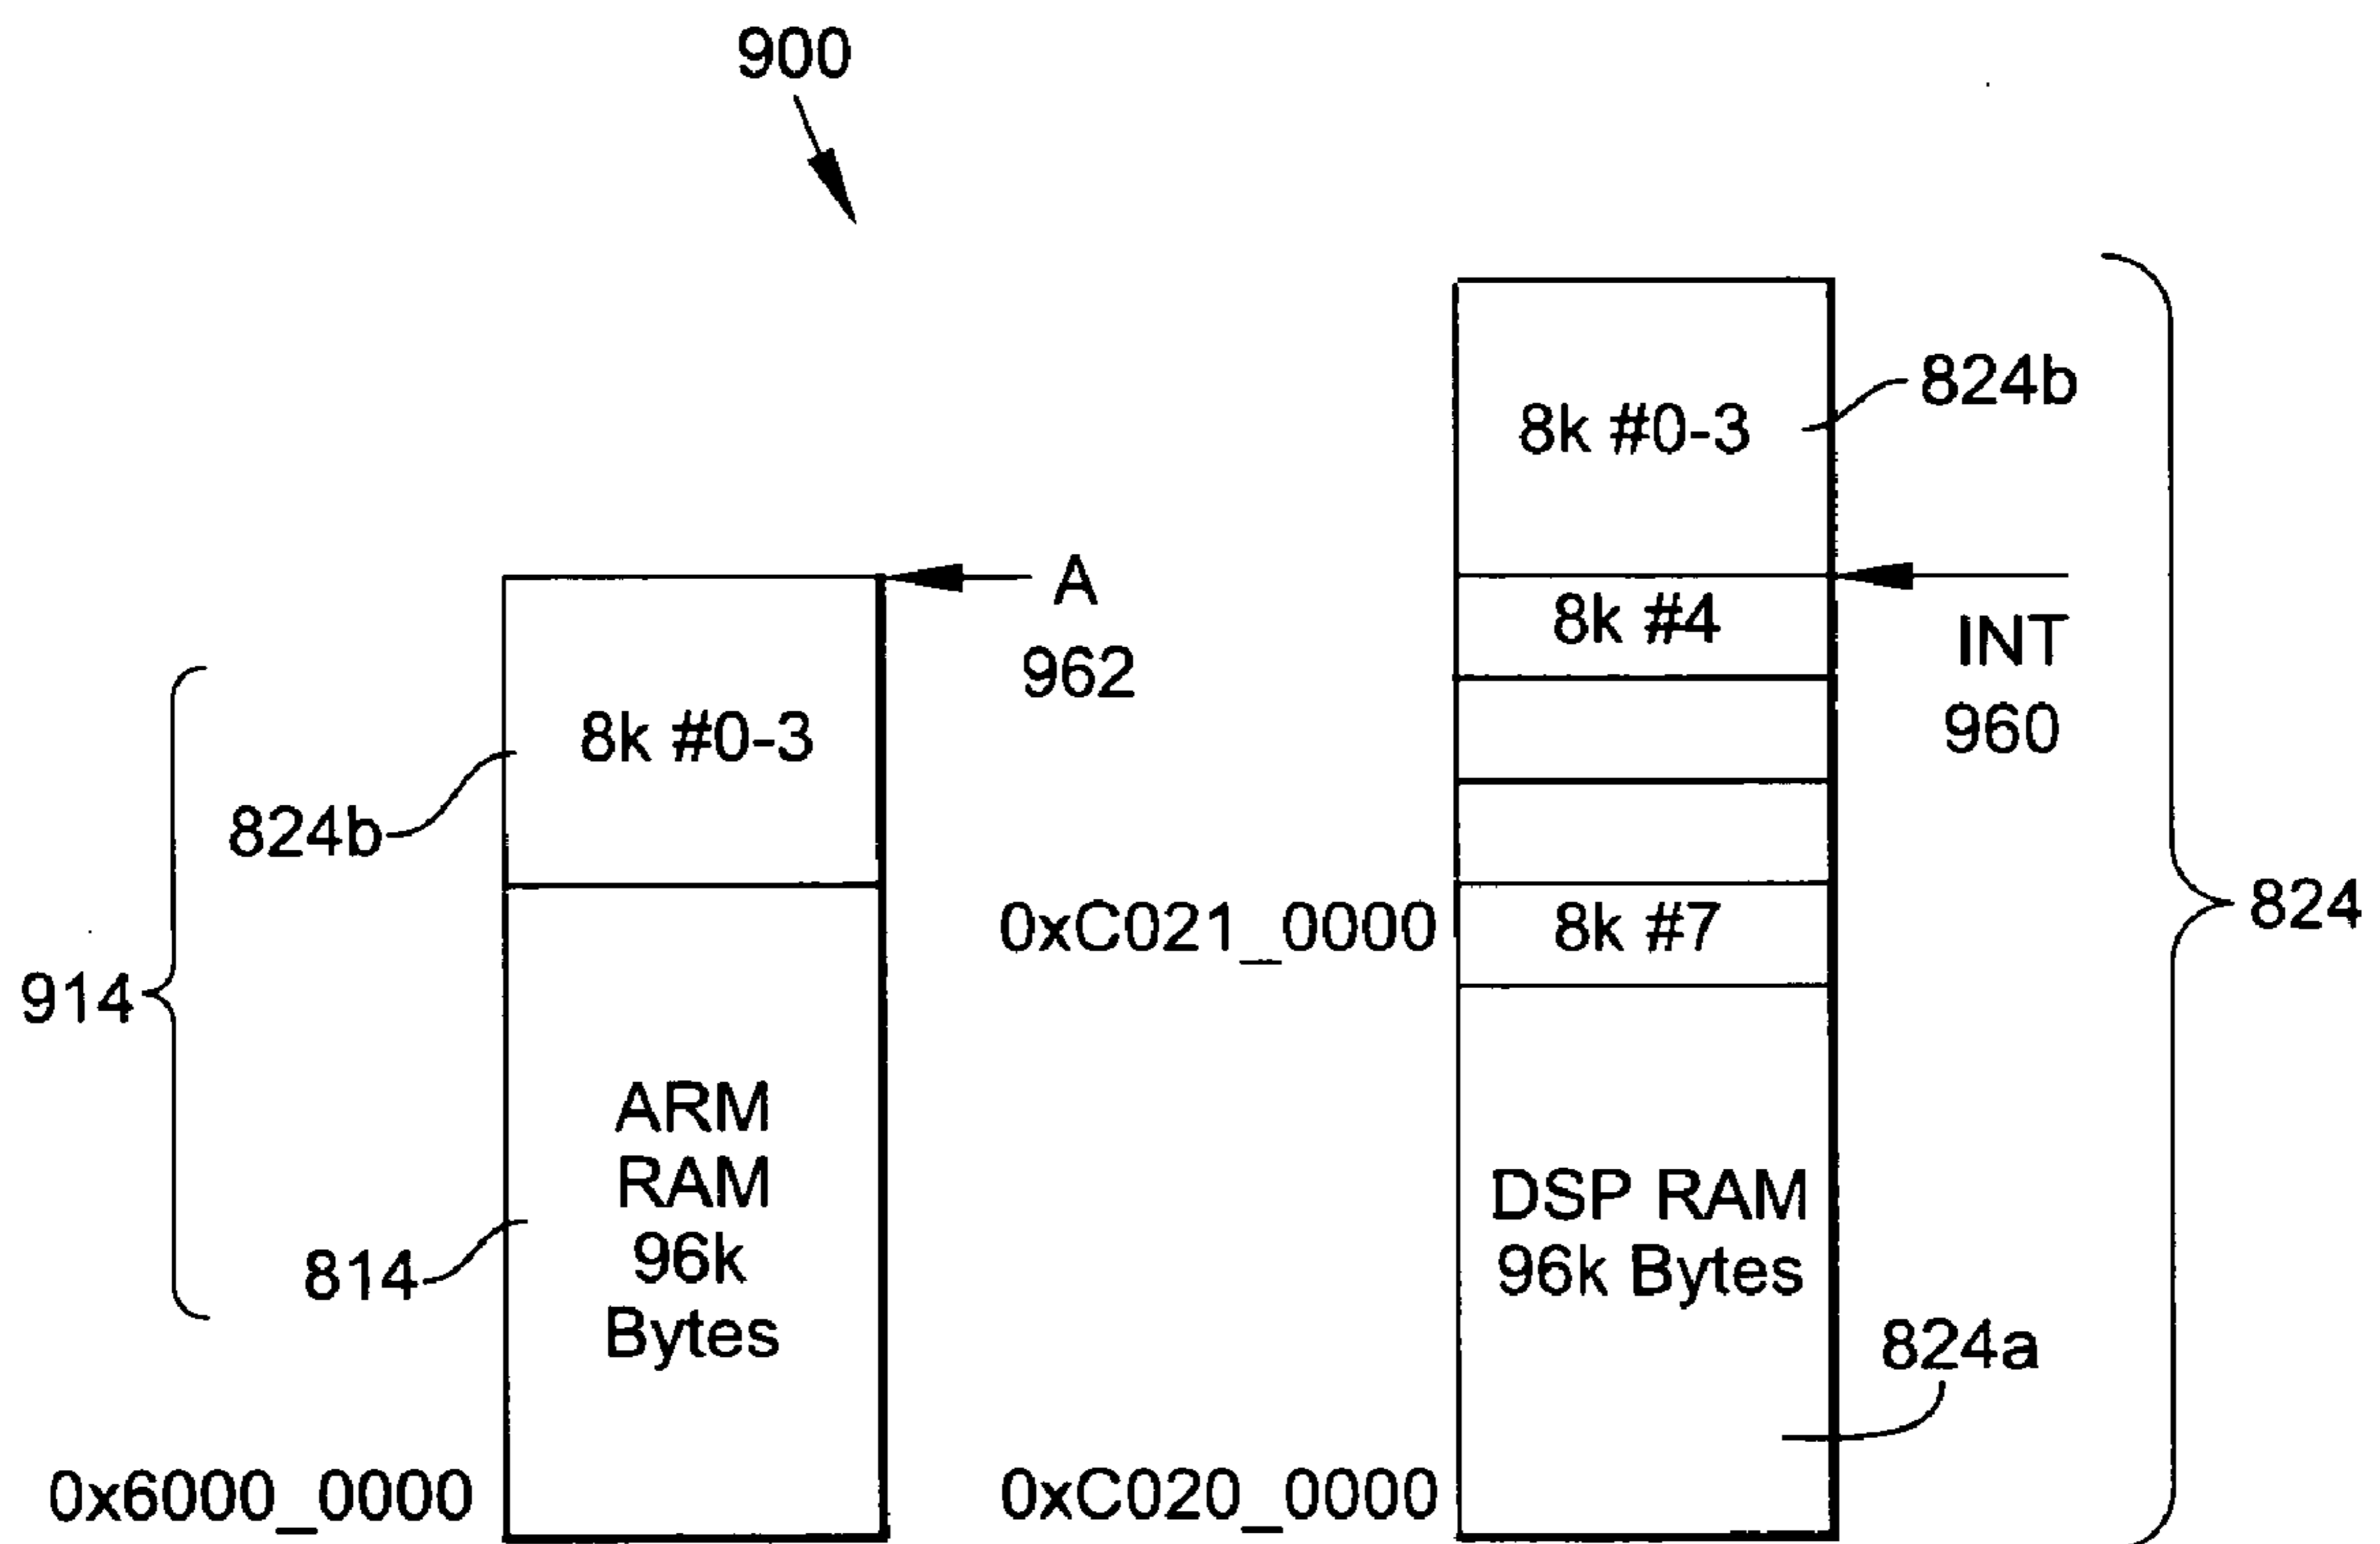 900
824b
8k #0-3
A
962
8k #4
INT
960
8k #0-3
824b
0xC021_0000
8k #7
824
914
ARM
RAM
96k
Bytes
814
DSP RAM
96k Bytes
824a
0x6000_0000
0xC020_0000